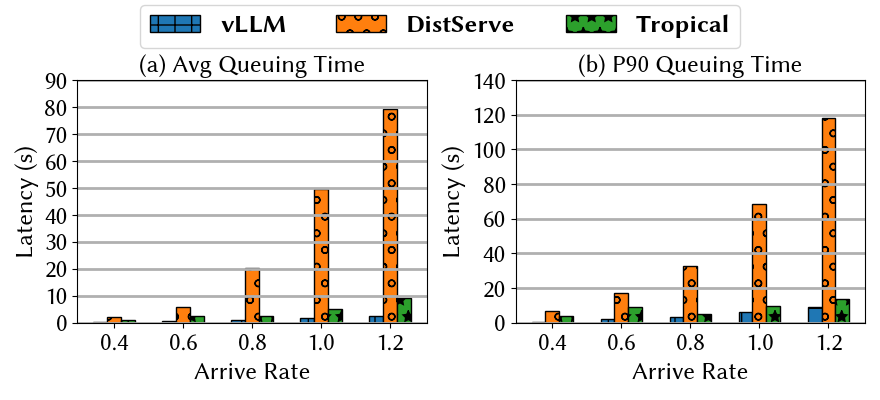 vLLM DistServe Tropical
(a) Avg Queuing Time
Latency (s)
90
80
70
60
50
40
30
20
10
0
0.4 0.6 0.8 1.0 1.2
Arrive Rate
(b) P90 Queuing Time
Latency (s)
140
120
100
80
60
40
20
0
0.4 0.6 0.8 1.0 1.2
Arrive Rate